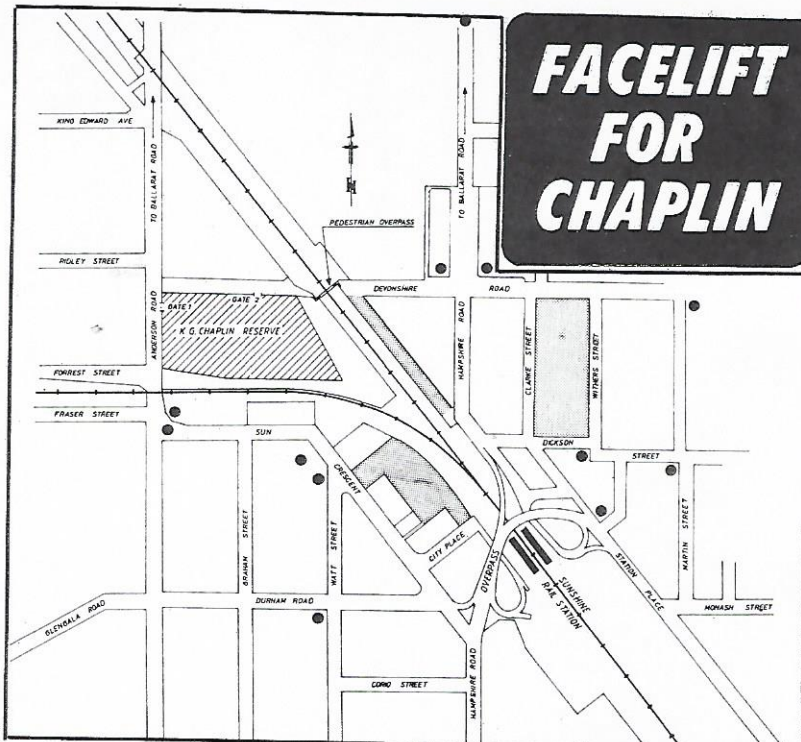 FACELIFT
FOR
CHAPLIN
KING EDWARD AVE
TO BALLARAT ROAD
TO BALLARAT ROAD
N
PEDESTRIAN OVERPASS
RIDLEY STREET
DEVONSHIRE ROAD
GATE 1
GATE 2
K.G. CHAPLIN RESERVE
ANDERSON ROAD
HAMPSHIRE ROAD
CLARKE STREET
WITHERS STREET
FORREST STREET
FRASER STREET
SUN CRESCENT
DICKSON STREET
GRAHAM STREET
WATT STREET
CITY PLACE
OVERPASS
SUNSHINE
RAIL STATION
STATION PLACE
MARTIN STREET
MONASH STREET
GLENGALA ROAD
DURHAM ROAD
CORIO STREET
HAMPSHIRE ROAD